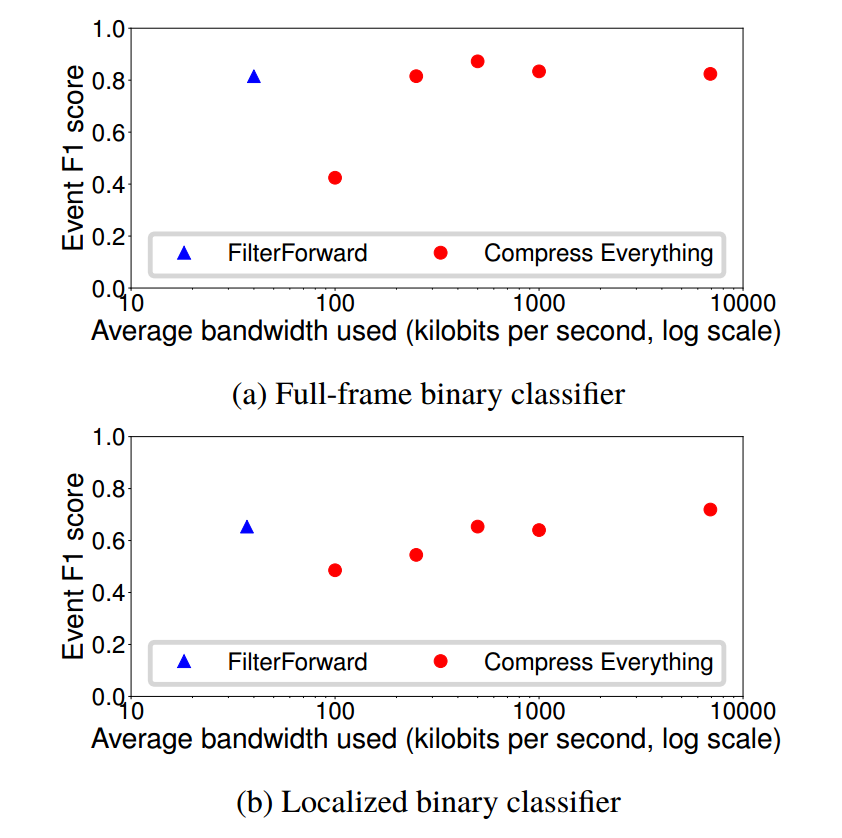 1.0
0.8
0.6
0.4
0.2
0.0
Event F1 score
FilterForward Compress Everything
10 100 1000 10000
Average bandwidth used (kilobits per second, log scale)
(a) Full-frame binary classifier
1.0
0.8
0.6
0.4
0.2
0.0
Event F1 score
FilterForward Compress Everything
10 100 1000 10000
Average bandwidth used (kilobits per second, log scale)
(b) Localized binary classifier